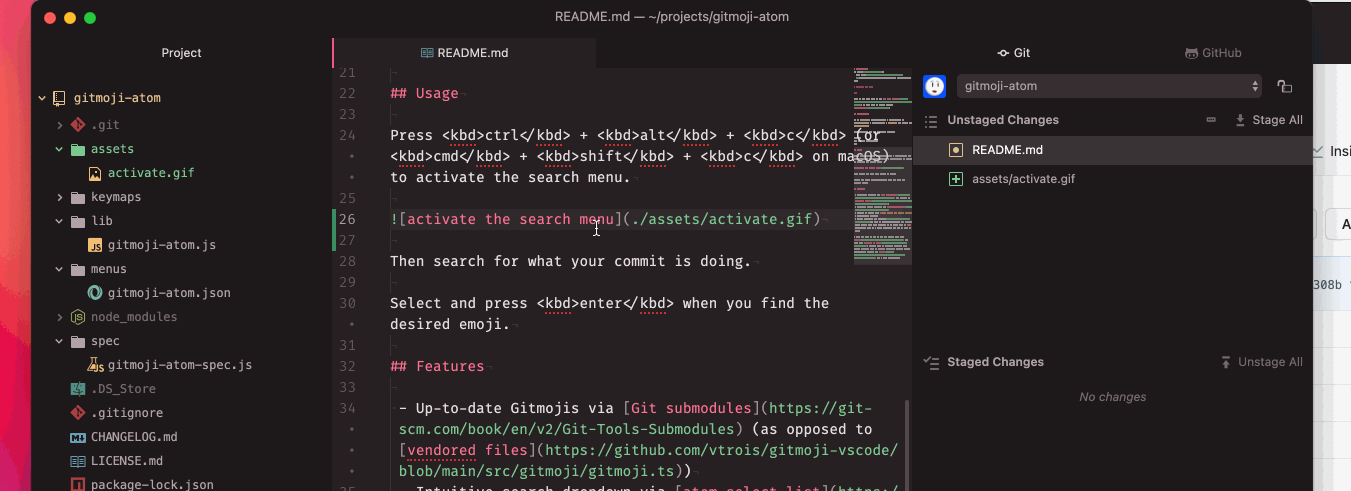 README.md — ~/projects/gitmoji-atom
Project
README.md
Git
GitHub
gitmoji-atom
.git
assets
activate.gif
keymaps
lib
gitmoji-atom.js
menus
gitmoji-atom.json
node_modules
spec
gitmoji-atom-spec.js
.DS_Store
.gitignore
CHANGELOG.md
LICENSE.md
package-lock.json
21
22 ## Usage
23
24 Press <kbd>ctrl</kbd> + <kbd>alt</kbd> + <kbd>c</kbd> (or
• <kbd>cmd</kbd> + <kbd>shift</kbd> + <kbd>c</kbd> on macOS)
• to activate the search menu.
25
26 ![activate the search menu](./assets/activate.gif)
27
28 Then search for what your commit is doing.
29
30 Select and press <kbd>enter</kbd> when you find the
• desired emoji.
31
32 ## Features
33
34 - Up-to-date Gitmojis via [Git submodules](https://git-
• scm.com/book/en/v2/Git-Tools-Submodules) (as opposed to
• [vendored files](https://github.com/vtrois/gitmoji-vscode/
• blob/main/src/gitmoji/gitmoji.ts))
35 - Intuitive search dropdown via [atom-select-list](https:/
gitmoji-atom
Unstaged Changes
Stage All
README.md
assets/activate.gif
Staged Changes
Unstage All
No changes
Insi
A
308b